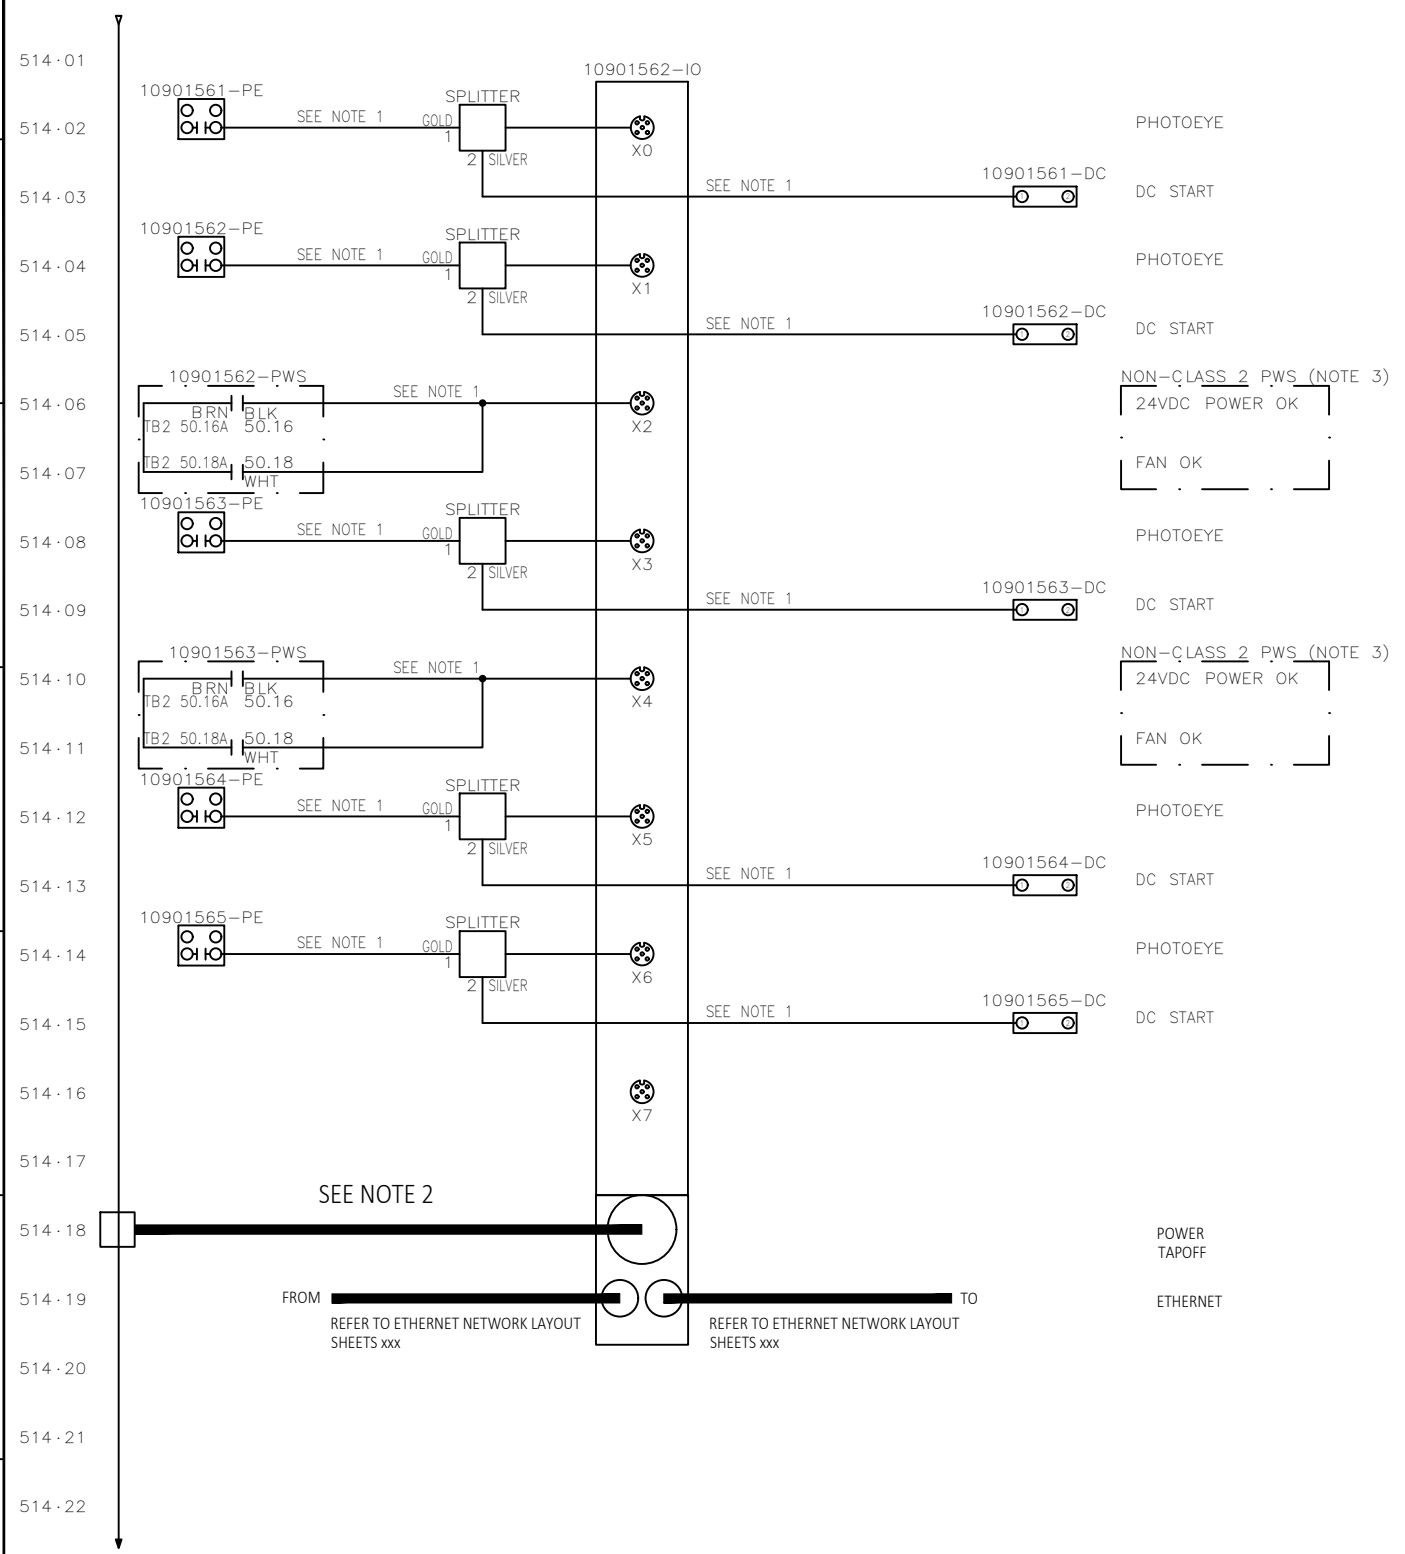 514·01
10901562-IO
10901561-PE
SPLITTER
SEE NOTE 1
GOLD
514·02
1
X0
PHOTOEYE
2 SILVER
10901561-DC
SEE NOTE 1
514·03
1 2
DC START
10901562-PE
SPLITTER
SEE NOTE 1
GOLD
514·04
1
X1
PHOTOEYE
2 SILVER
10901562-DC
SEE NOTE 1
514·05
1 2
DC START
10901562-PWS
NON-CLASS 2 PWS (NOTE 3)
SEE NOTE 1
514·06
24VDC POWER OK
BRN BLK
TB2 50.16A 50.16
X2
TB2 50.18A 50.18
FAN OK
514·07
WHT
10901563-PE
SPLITTER
SEE NOTE 1
GOLD
514·08
1
X3
PHOTOEYE
2 SILVER
10901563-DC
SEE NOTE 1
514·09
1 2
DC START
10901563-PWS
NON-CLASS 2 PWS (NOTE 3)
SEE NOTE 1
514·10
24VDC POWER OK
BRN BLK
TB2 50.16A 50.16
X4
TB2 50.18A 50.18
FAN OK
514·11
WHT
10901564-PE
SPLITTER
SEE NOTE 1
GOLD
514·12
1
X5
PHOTOEYE
2 SILVER
10901564-DC
SEE NOTE 1
514·13
1 2
DC START
10901565-PE
SPLITTER
SEE NOTE 1
GOLD
514·14
1
X6
PHOTOEYE
2 SILVER
10901565-DC
SEE NOTE 1
514·15
1 2
DC START
514·16
X7
514·17
SEE NOTE 2
514·18
POWER
TAPOFF
514·19
FROM
TO
ETHERNET
REFER TO ETHERNET NETWORK LAYOUT
SHEETS xxx
REFER TO ETHERNET NETWORK LAYOUT
SHEETS xxx
514·20
514·21
514·22